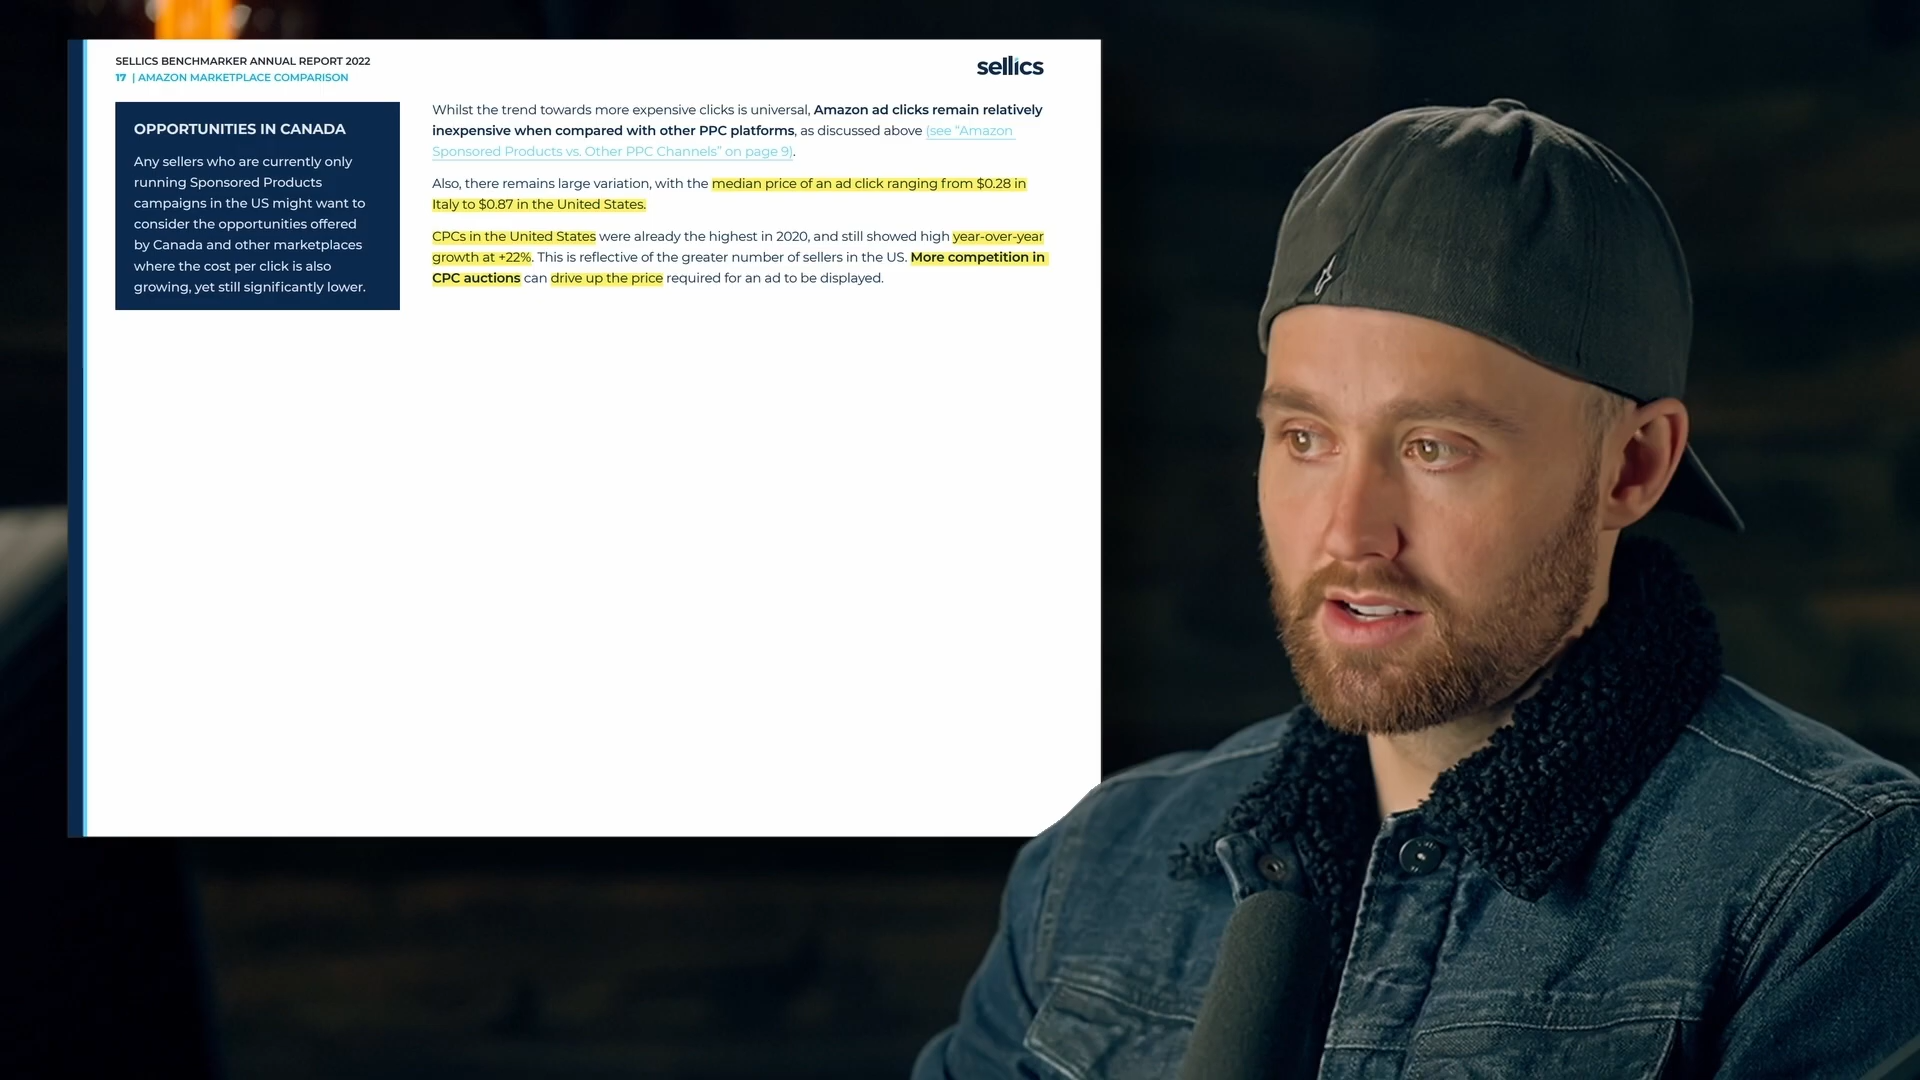 SELLICS BENCHMARKER ANNUAL REPORT 2022
17 | AMAZON MARKETPLACE COMPARISON
sellics
OPPORTUNITIES IN CANADA
Any sellers who are currently only
running Sponsored Products
campaigns in the US might want to
consider the opportunities offered
by Canada and other marketplaces
where the cost per click is also
growing, yet still significantly lower.
Whilst the trend towards more expensive clicks is universal, Amazon ad clicks remain relatively
inexpensive when compared with other PPC platforms, as discussed above (see “Amazon
Sponsored Products vs. Other PPC Channels” on page 9).
Also, there remains large variation, with the median price of an ad click ranging from $0.28 in
Italy to $0.87 in the United States.
CPCs in the United States were already the highest in 2020, and still showed high year-over-year
growth at +22%. This is reflective of the greater number of sellers in the US. More competition in
CPC auctions can drive up the price required for an ad to be displayed.